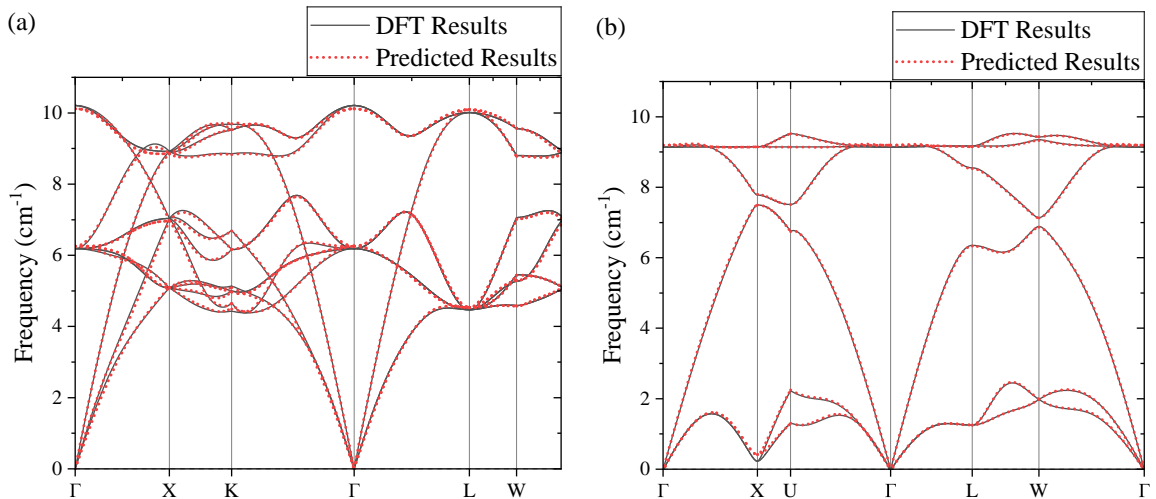 (a)
DFT Results
Predicted Results
Frequency (cm⁻¹)
10
8
6
4
2
0
Γ X K Γ L W
(b)
DFT Results
Predicted Results
Frequency (cm⁻¹)
10
8
6
4
2
0
Γ X U Γ L W Γ